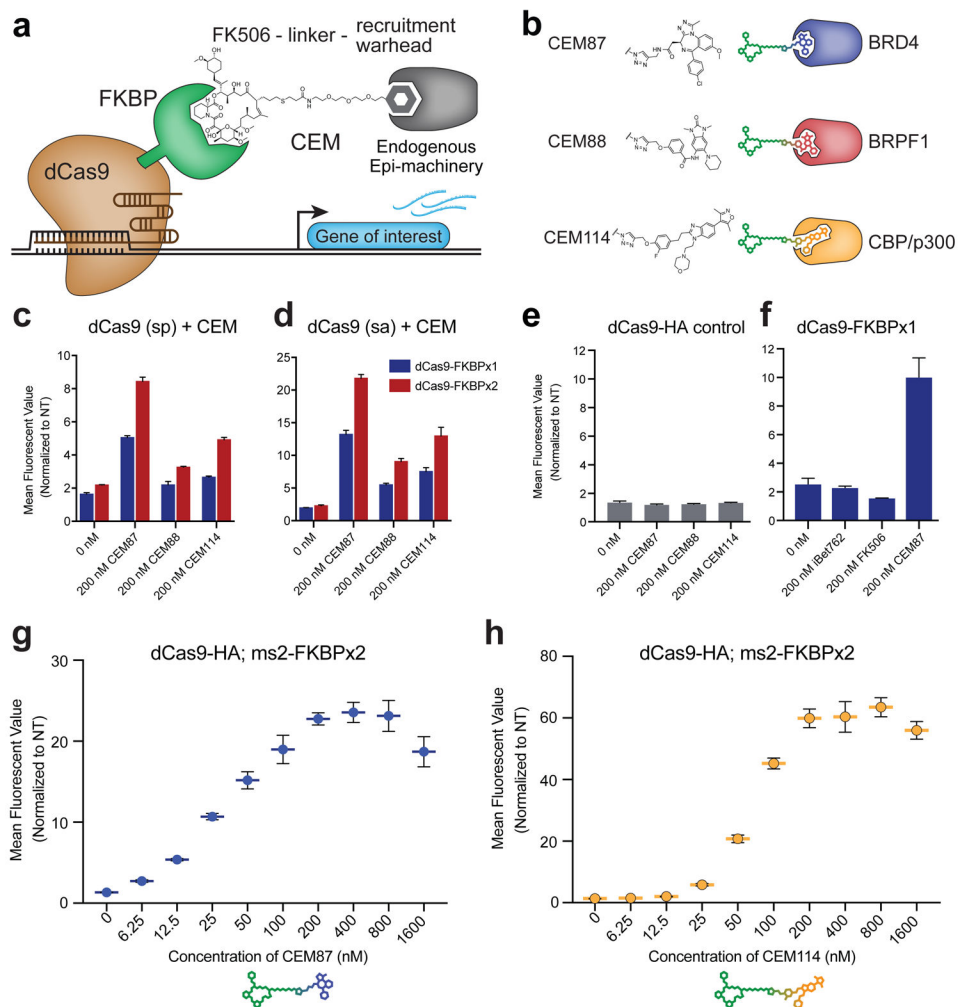 a
FK506 - linker - recruitment
warhead
FKBP
CEM
dCas9
Endogenous
Epi-machinery
Gene of interest
b
CEM87
BRD4
CEM88
BRPF1
CEM114
CBP/p300
c
dCas9 (sp) + CEM
Mean Fluorescent Value
(Normalized to NT)
10
8
6
4
2
0
0 nM
200 nM CEM87
200 nM CEM88
200 nM CEM114
d
dCas9 (sa) + CEM
dCas9-FKBPx1
dCas9-FKBPx2
25
20
15
10
5
0
0 nM
200 nM CEM87
200 nM CEM88
200 nM CEM114
e
dCas9-HA control
Mean Fluorescent Value
(Normalized to NT)
12
10
8
6
4
2
0
0 nM
200 nM CEM87
200 nM CEM88
200 nM CEM114
f
dCas9-FKBPx1
12
10
8
6
4
2
0
0 nM
200 nM iBet762
200 nM FK506
200 nM CEM87
g
dCas9-HA; ms2-FKBPx2
Mean Fluorescent Value
(Normalized to NT)
30
20
10
0
0
6.25
12.5
25
50
100
200
400
800
1600
Concentration of CEM87 (nM)
h
dCas9-HA; ms2-FKBPx2
Mean Fluorescent Value
(Normalized to NT)
80
60
40
20
0
0
6.25
12.5
25
50
100
200
400
800
1600
Concentration of CEM114 (nM)